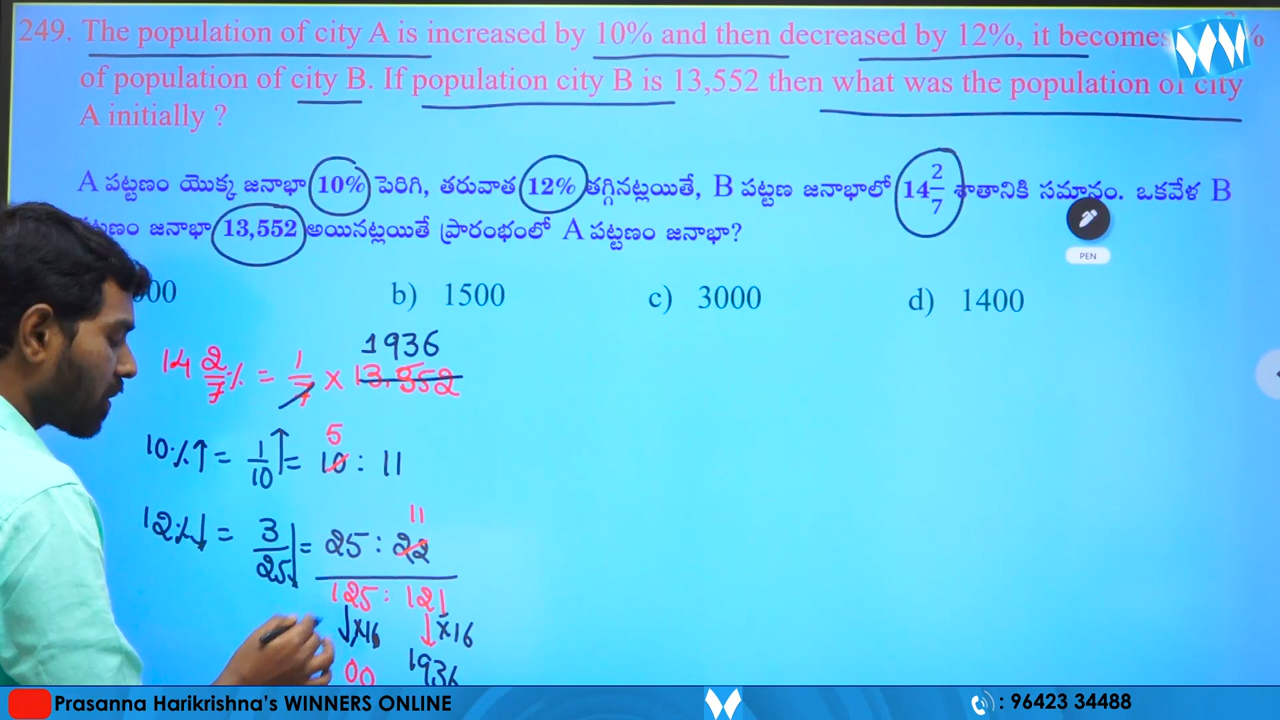 249. The population of city A is increased by 10% and then decreased by 12%, it becomes %
of population of city B. If population city B is 13,552 then what was the population of city
A initially ?
A పట్టణం యొక్క జనాభా 10% పెరిగి, తరువాత 12% తగ్గినట్లయితే, B పట్టణ జనాభాలో 14 2/7 శాతానికి సమానం. ఒకవేళ B
పట్టణం జనాభా 13,552 అయినట్లయితే ప్రారంభంలో A పట్టణం జనాభా?
PEN
00 b) 1500 c) 3000 d) 1400
1936
14 2/7 % = 1/7 × 13,552
5
10%↑ = 1/10 ↑ = 10 : 11
11
12%↓ = 3/25 ↓ = 25 : 22
125 : 121
↓×16 ↓×16
00 1936
Prasanna Harikrishna's WINNERS ONLINE : 96423 34488